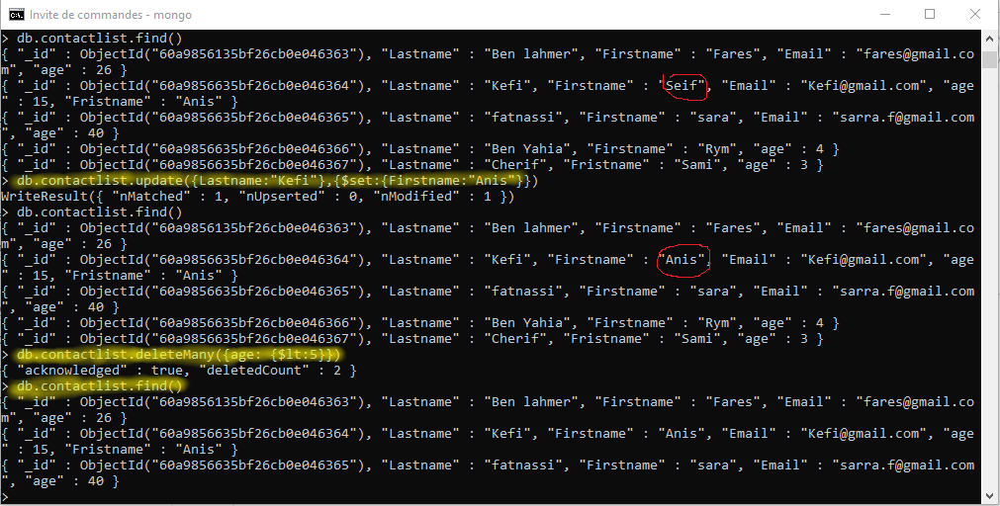 Invite de commandes - mongo
> db.contactlist.find()
{ "_id" : ObjectId("60a9856135bf26cb0e046363"), "Lastname" : "Ben lahmer", "Firstname" : "Fares", "Email" : "fares@gmail.co
m", "age" : 26 }
{ "_id" : ObjectId("60a9856635bf26cb0e046364"), "Lastname" : "Kefi", "Firstname" : "Seif", "Email" : "Kefi@gmail.com", "age
" : 15, "Fristname" : "Anis" }
{ "_id" : ObjectId("60a9856635bf26cb0e046365"), "Lastname" : "fatnassi", "Firstname" : "sara", "Email" : "sarra.f@gmail.com
", "age" : 40 }
{ "_id" : ObjectId("60a9856635bf26cb0e046366"), "Lastname" : "Ben Yahia", "Firstname" : "Rym", "age" : 4 }
{ "_id" : ObjectId("60a9856635bf26cb0e046367"), "Lastname" : "Cherif", "Fristname" : "Sami", "age" : 3 }
> db.contactlist.update({Lastname:"Kefi"},{$set:{Firstname:"Anis"}})
WriteResult({ "nMatched" : 1, "nUpserted" : 0, "nModified" : 1 })
> db.contactlist.find()
{ "_id" : ObjectId("60a9856135bf26cb0e046363"), "Lastname" : "Ben lahmer", "Firstname" : "Fares", "Email" : "fares@gmail.co
m", "age" : 26 }
{ "_id" : ObjectId("60a9856635bf26cb0e046364"), "Lastname" : "Kefi", "Firstname" : "Anis", "Email" : "Kefi@gmail.com", "age
" : 15, "Fristname" : "Anis" }
{ "_id" : ObjectId("60a9856635bf26cb0e046365"), "Lastname" : "fatnassi", "Firstname" : "sara", "Email" : "sarra.f@gmail.com
", "age" : 40 }
{ "_id" : ObjectId("60a9856635bf26cb0e046366"), "Lastname" : "Ben Yahia", "Firstname" : "Rym", "age" : 4 }
{ "_id" : ObjectId("60a9856635bf26cb0e046367"), "Lastname" : "Cherif", "Fristname" : "Sami", "age" : 3 }
> db.contactlist.deleteMany({age: {$lt:5}})
{ "acknowledged" : true, "deletedCount" : 2 }
> db.contactlist.find()
{ "_id" : ObjectId("60a9856135bf26cb0e046363"), "Lastname" : "Ben lahmer", "Firstname" : "Fares", "Email" : "fares@gmail.co
m", "age" : 26 }
{ "_id" : ObjectId("60a9856635bf26cb0e046364"), "Lastname" : "Kefi", "Firstname" : "Anis", "Email" : "Kefi@gmail.com", "age
" : 15, "Fristname" : "Anis" }
{ "_id" : ObjectId("60a9856635bf26cb0e046365"), "Lastname" : "fatnassi", "Firstname" : "sara", "Email" : "sarra.f@gmail.com
", "age" : 40 }
>